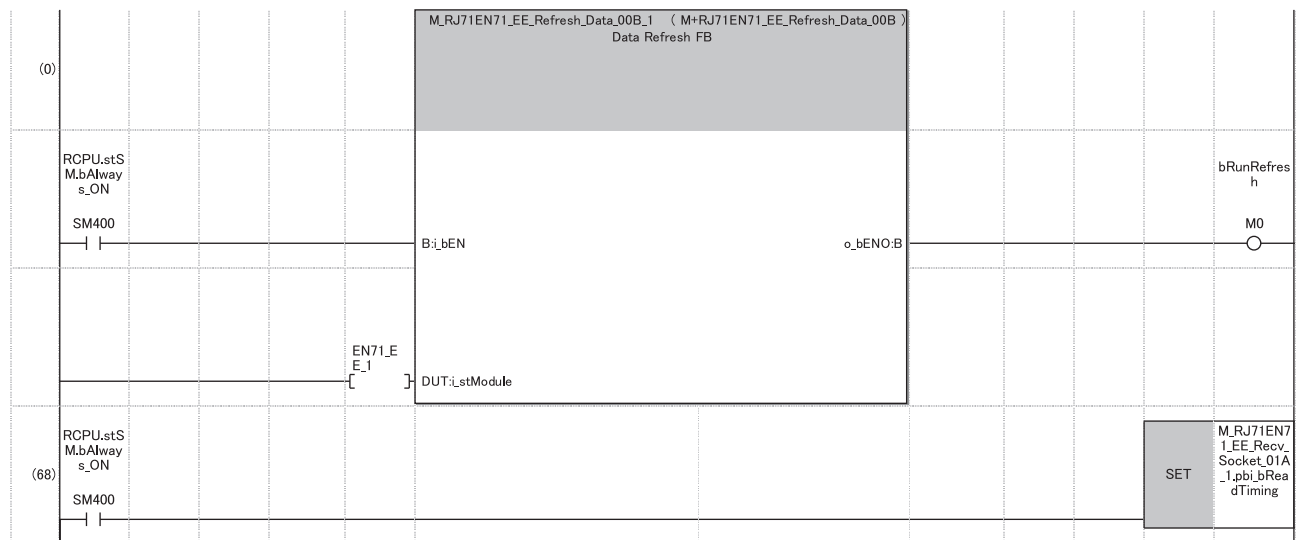 M_RJ71EN71_EE_Refresh_Data_00B_1 ( M+RJ71EN71_EE_Refresh_Data_00B )
Data Refresh FB
(0)
RCPU.stS
M.bAlway
s_ON
SM400
B:i_bEN
o_bENO:B
bRunRefres
h
M0
EN71_E
E_1
DUT:i_stModule
(68)
RCPU.stS
M.bAlway
s_ON
SM400
SET
M_RJ71EN7
1_EE_Recv_
Socket_01A
_1.pbi_bRea
dTiming